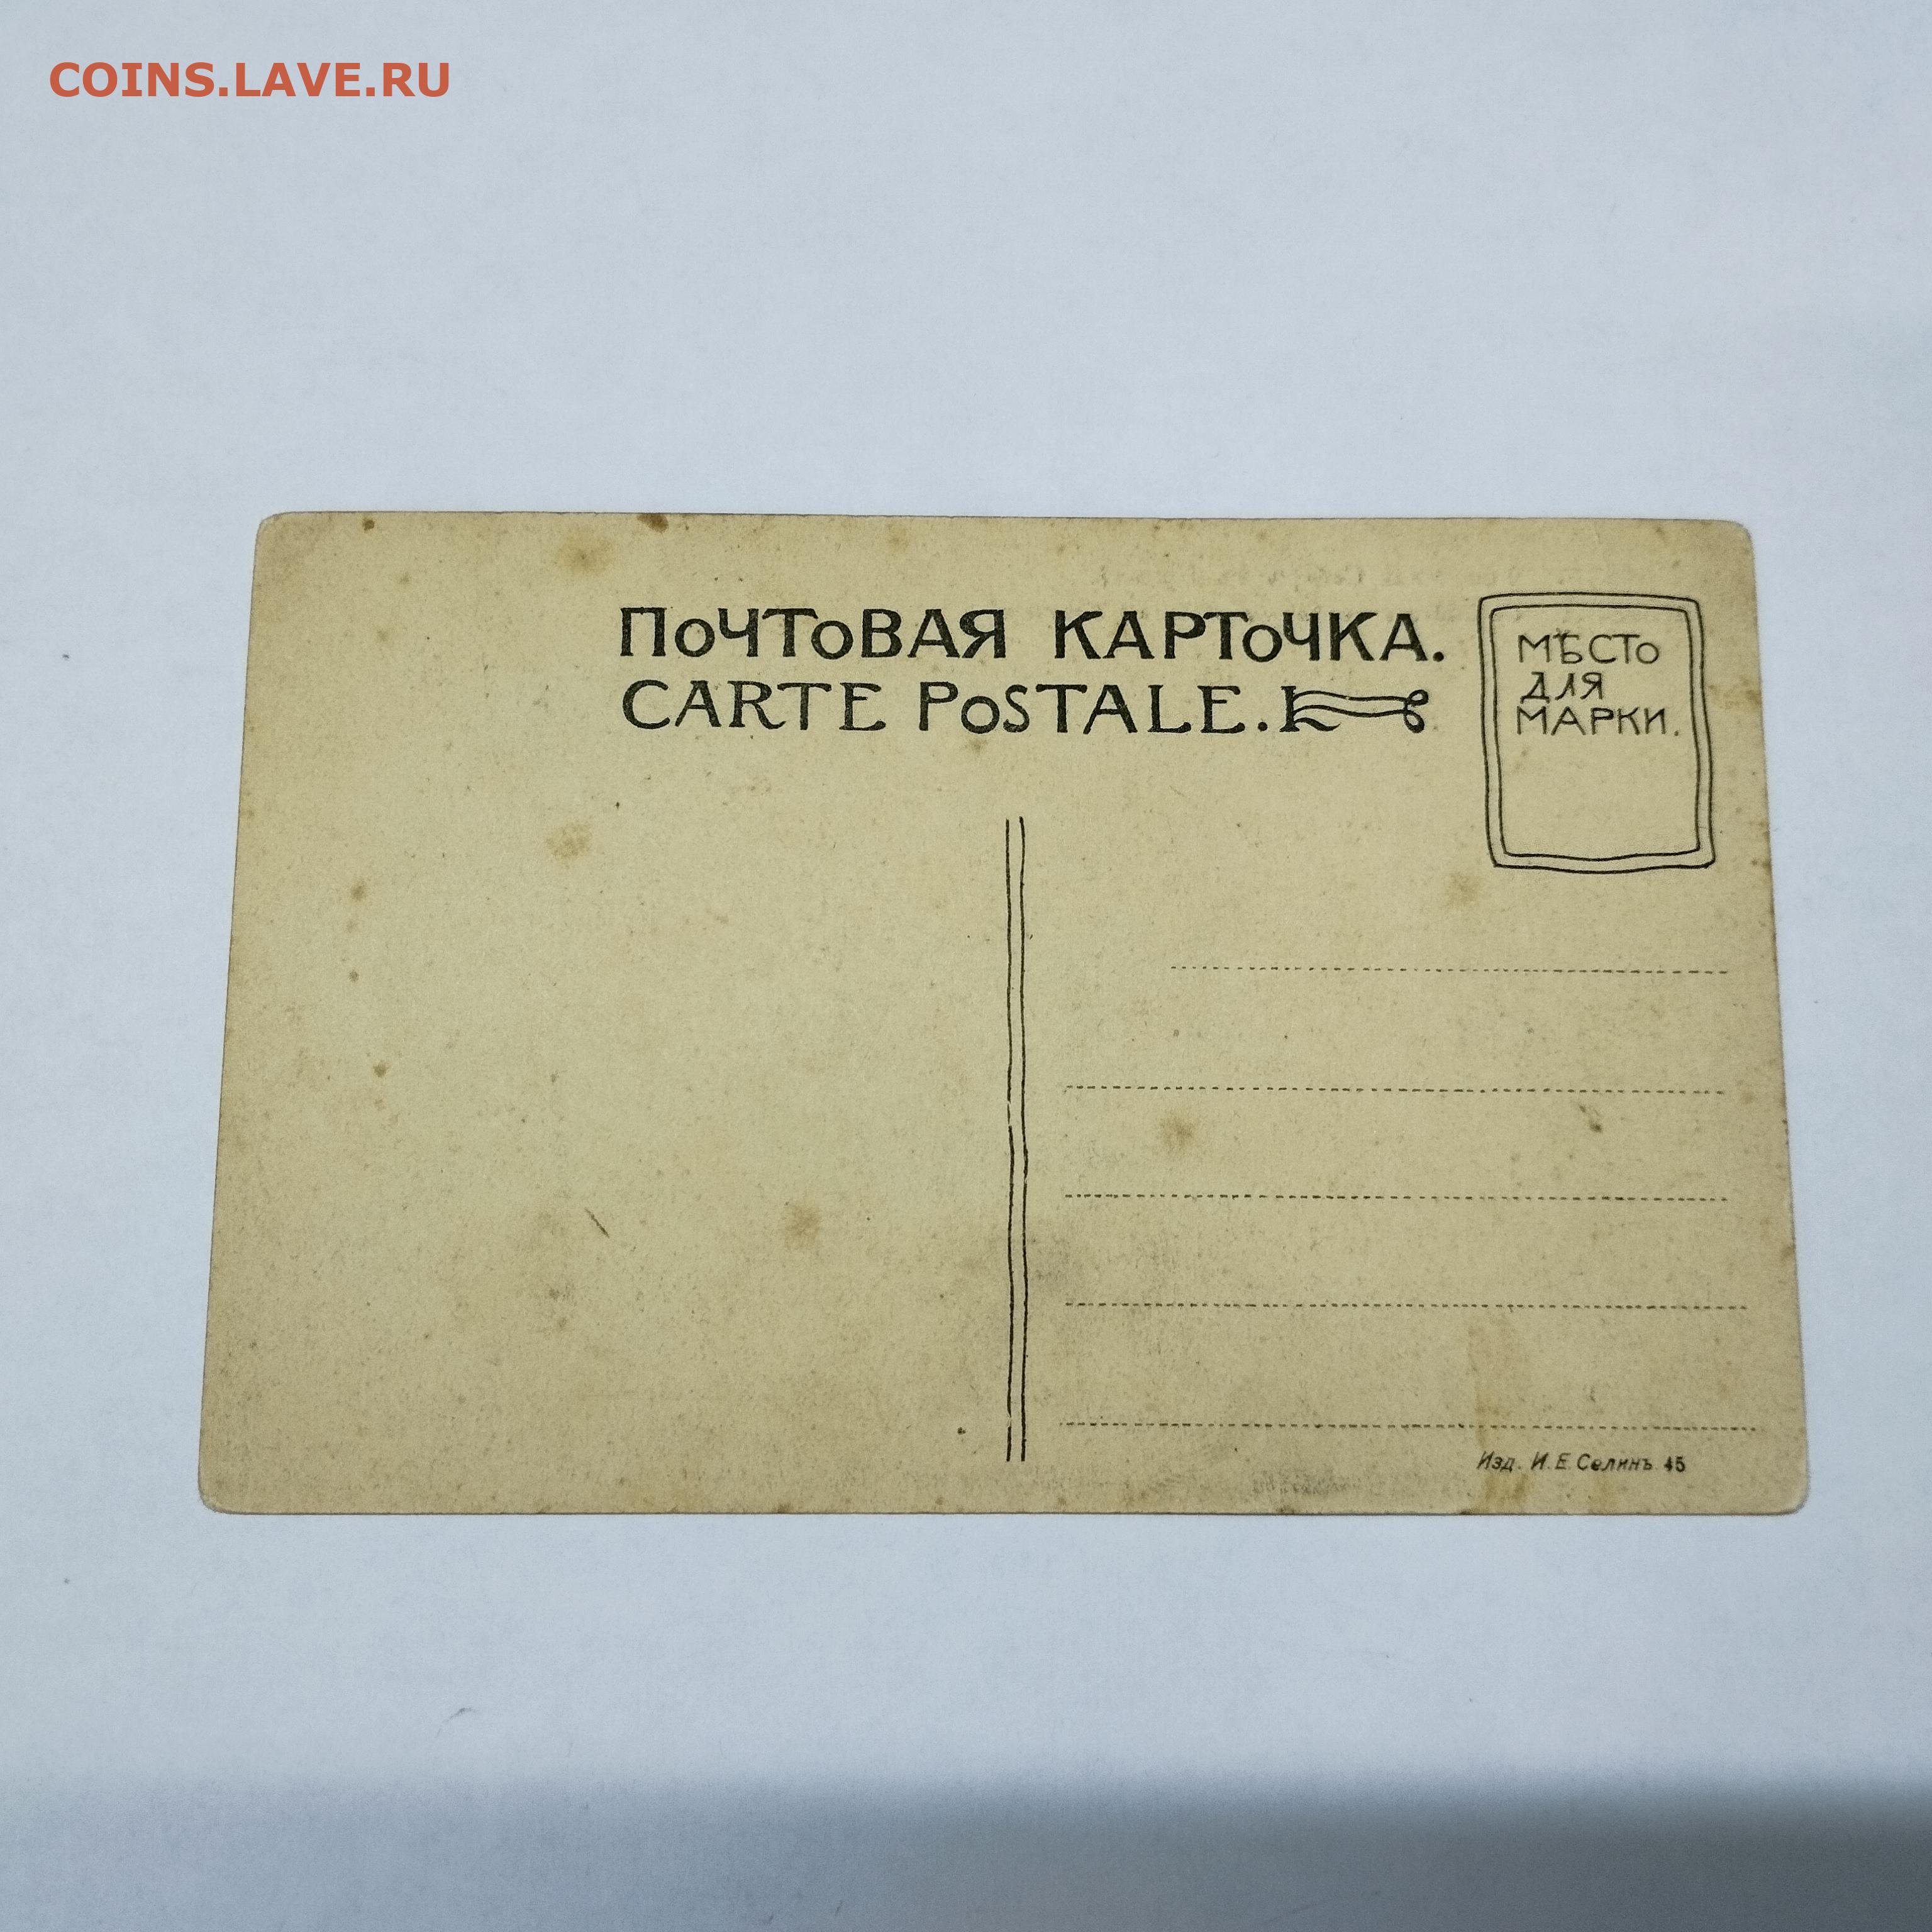 COINS.LAVE.RU
ПОЧТОВАЯ КАРТОЧКА.
CARTE POSTALE.
МѢСТО
ДЛЯ
МАРКИ.
Изд. И. Е. Селинъ. 45